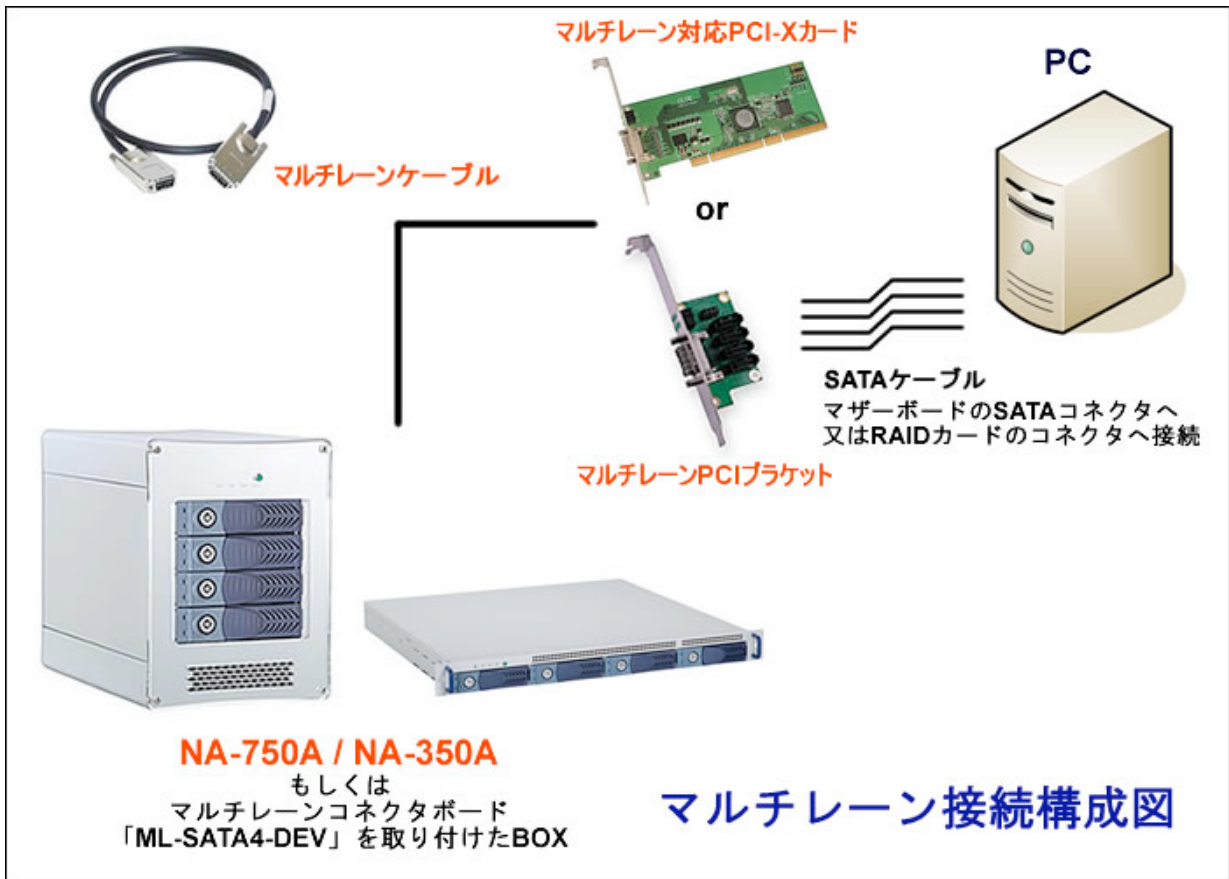 マルチレーン対応PCI-Xカード
PC
マルチレーンケーブル
or
SATAケーブル
マザーボードのSATAコネクタへ
又はRAIDカードのコネクタへ接続
マルチレーンPCIブラケット
NA-750A / NA-350A
もしくは
マルチレーンコネクタボード
「ML-SATA4-DEV」を取り付けたBOX
マルチレーン接続構成図